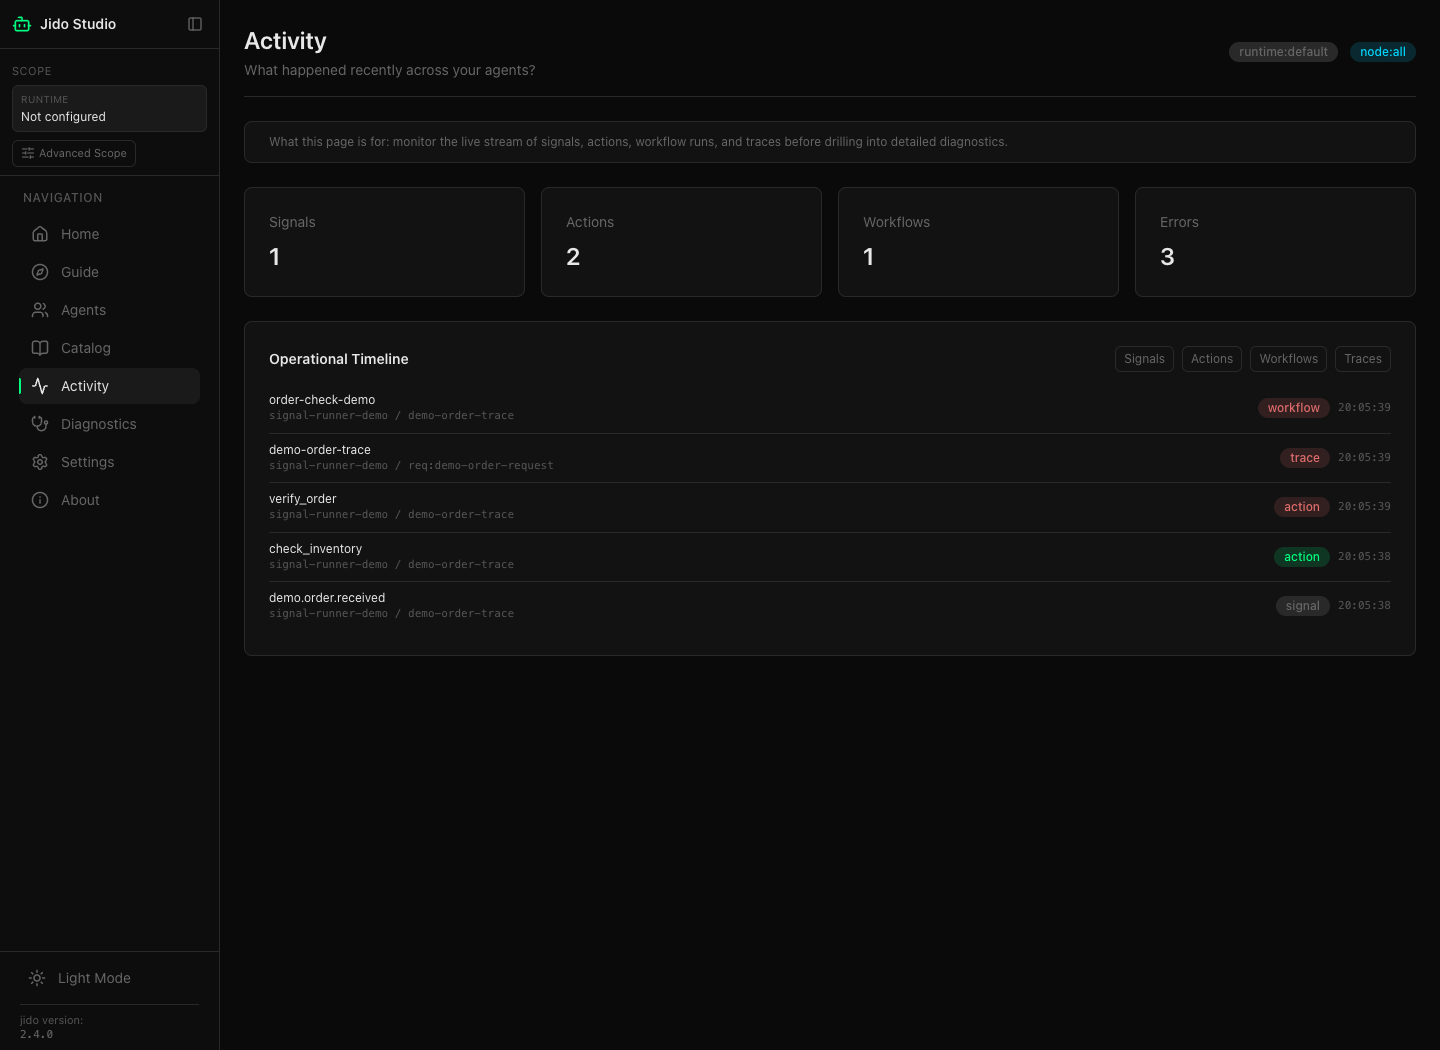 Jido Studio
SCOPE
RUNTIME
Not configured
Advanced Scope
NAVIGATION
Home
Guide
Agents
Catalog
Activity
Diagnostics
Settings
About
Light Mode
jido version:
2.4.0
Activity
What happened recently across your agents?
runtime:default
node:all
What this page is for: monitor the live stream of signals, actions, workflow runs, and traces before drilling into detailed diagnostics.
Signals
1
Actions
2
Workflows
1
Errors
3
Operational Timeline
Signals
Actions
Workflows
Traces
order-check-demo
signal-runner-demo / demo-order-trace
workflow 20:05:39
demo-order-trace
signal-runner-demo / req:demo-order-request
trace 20:05:39
verify_order
signal-runner-demo / demo-order-trace
action 20:05:39
check_inventory
signal-runner-demo / demo-order-trace
action 20:05:38
demo.order.received
signal-runner-demo / demo-order-trace
signal 20:05:38